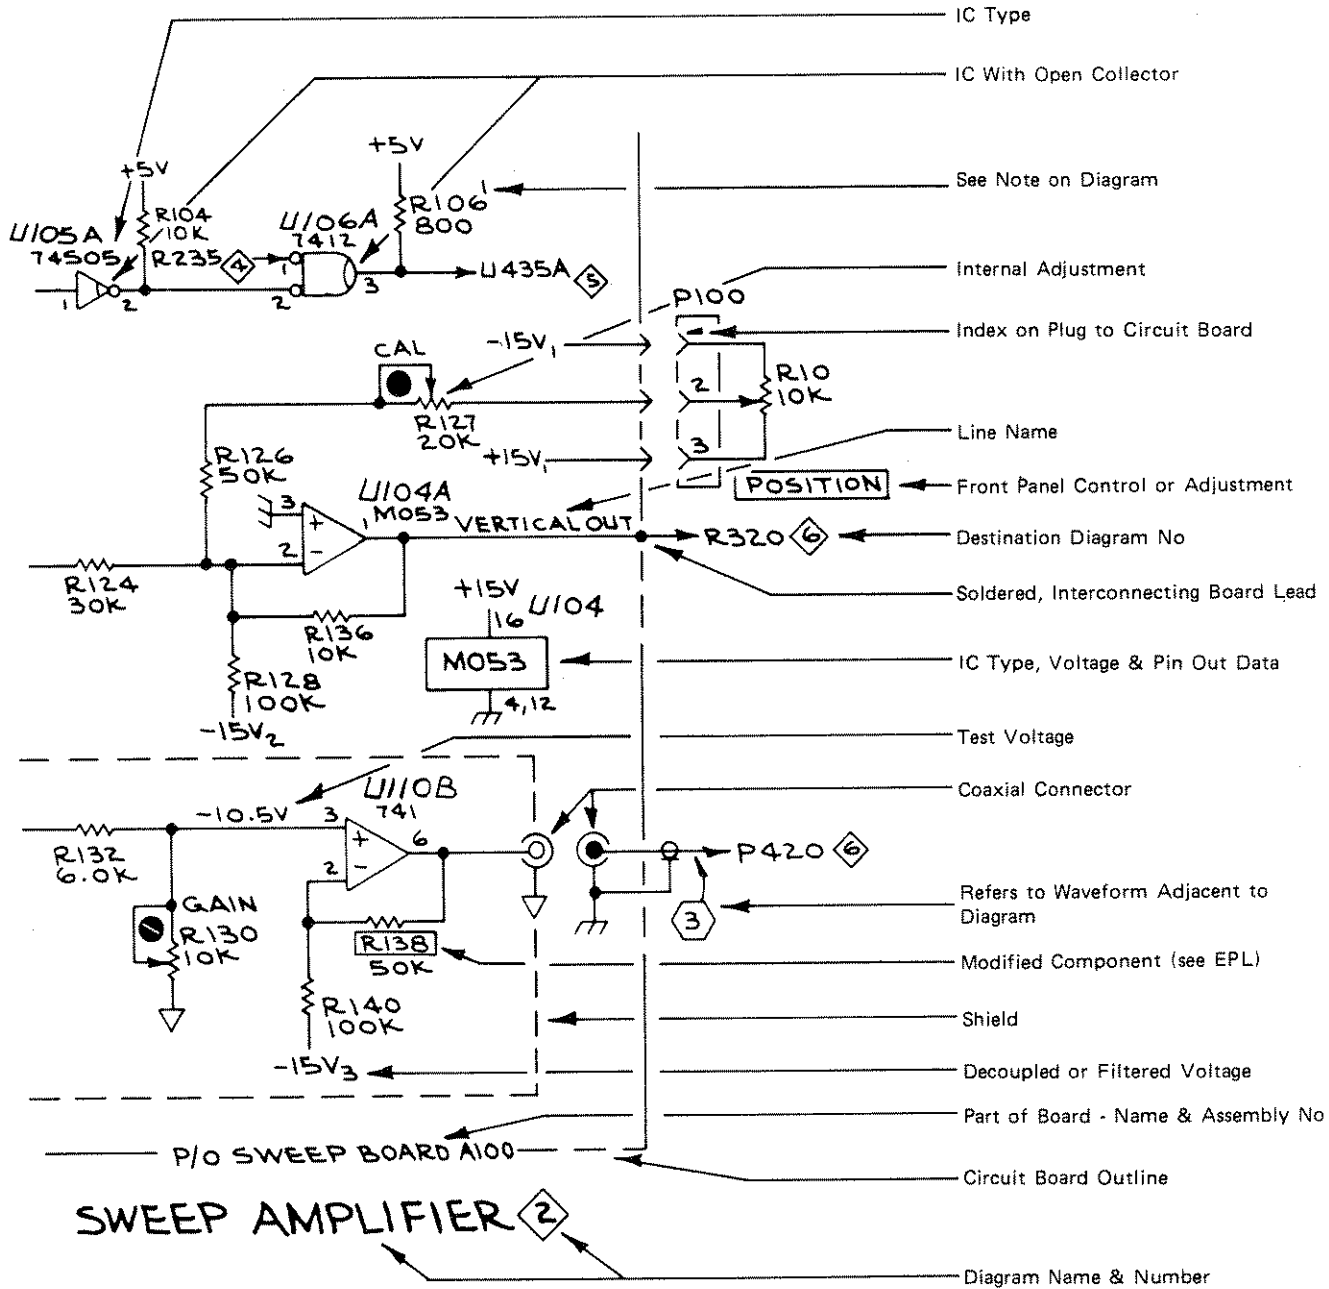 IC Type
IC With Open Collector
+5V
+5V
See Note on Diagram
R104
10K
R106 1
800
U105A
74S05
U106A
7412
R235 4
1
3
U435A 5
1
2
2
Internal Adjustment
P100
Index on Plug to Circuit Board
CAL
-15V1
2
R10
10K
R127
20K
Line Name
R126
50K
+15V1
3
POSITION
Front Panel Control or Adjustment
3
+
1
U104A
M053
VERTICAL OUT
R320 6
Destination Diagram No
2
-
R124
30K
+15V
16
U104
Soldered, Interconnecting Board Lead
R136
10K
M053
IC Type, Voltage & Pin Out Data
R128
100K
4,12
-15V2
Test Voltage
U110B
741
Coaxial Connector
-10.5V
3
+
6
P420 6
R132
6.0K
2
-
Refers to Waveform Adjacent to
Diagram
3
GAIN
R130
10K
R138
50K
Modified Component (see EPL)
R140
100K
Shield
-15V3
Decoupled or Filtered Voltage
Part of Board - Name & Assembly No
P/O SWEEP BOARD A100
Circuit Board Outline
SWEEP AMPLIFIER 2
Diagram Name & Number